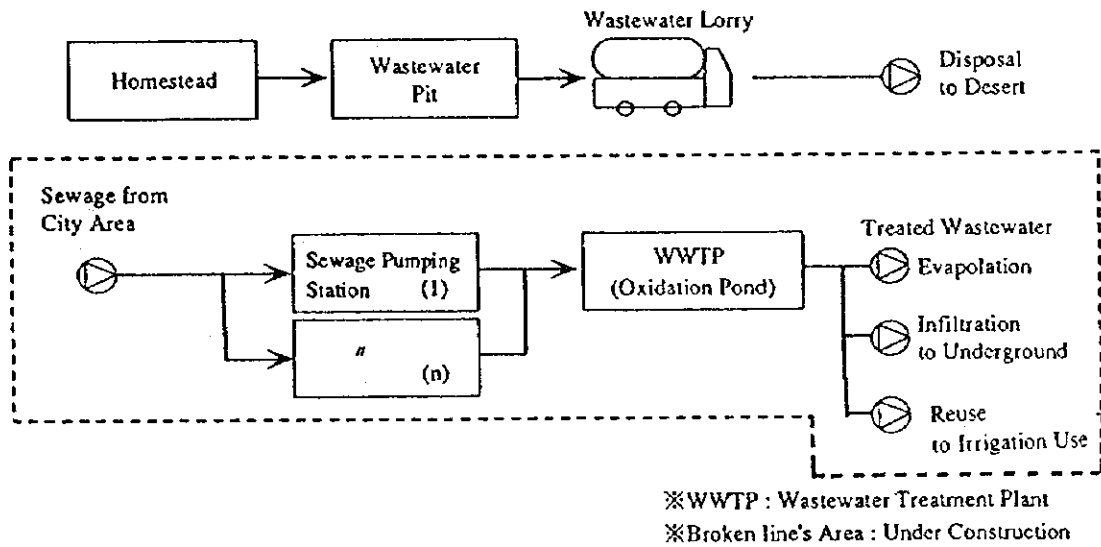 Wastewater Lorry
Homestead
Wastewater
Pit
Disposal
to Desert
Sewage from
City Area
Sewage Pumping
Station (1)
〃
(n)
WWTP
(Oxidation Pond)
Treated Wastewater
Evapolation
Infiltration
to Underground
Reuse
to Irrigation Use
※WWTP : Wastewater Treatment Plant
※Broken line's Area : Under Construction